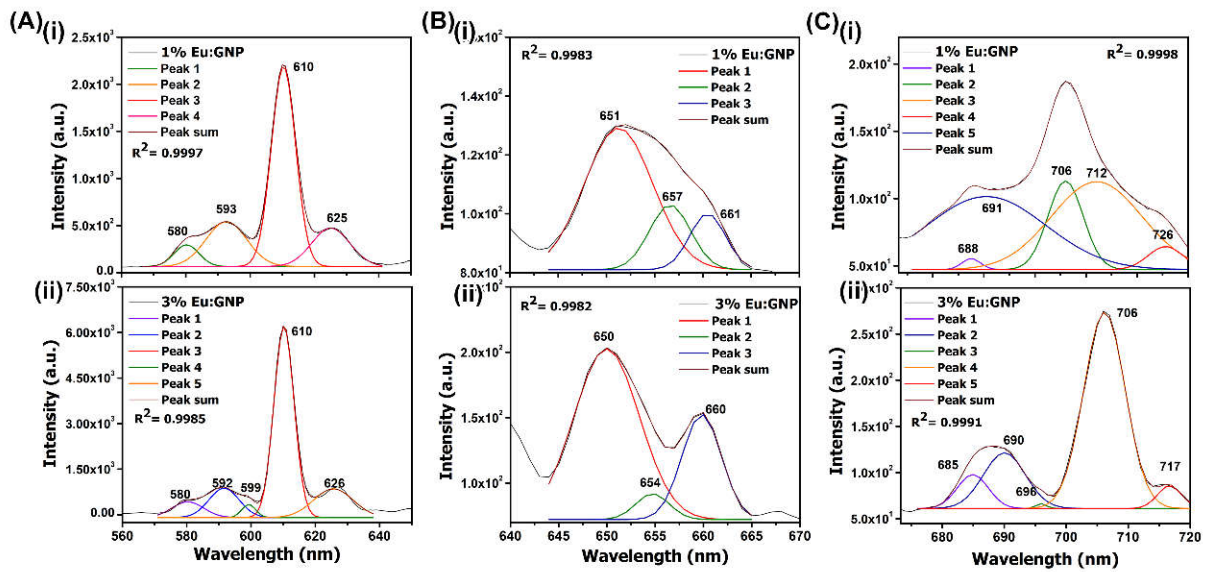 (A)
(i)
2.5x10³
2.0x10³
1.5x10³
1.0x10³
5.0x10²
0.0
Intensity (a.u.)
1% Eu:GNP
Peak 1
Peak 2
Peak 3
Peak 4
Peak sum
R²= 0.9997
580
593
610
625
(ii)
7.50x10³
6.00x10³
4.50x10³
3.00x10³
1.50x10³
0.00
Intensity (a.u.)
3% Eu:GNP
Peak 1
Peak 2
Peak 3
Peak 4
Peak 5
Peak sum
R²= 0.9985
580
592
599
610
626
560 580 600 620 640
Wavelength (nm)
(B)
(i)
1.6x10²
1.4x10²
1.2x10²
1.0x10²
8.0x10¹
Intensity (a.u.)
R²= 0.9983
1% Eu:GNP
Peak 1
Peak 2
Peak 3
Peak sum
651
657
661
(ii)
2.0x10²
1.5x10²
1.0x10²
Intensity (a.u.)
R²= 0.9982
3% Eu:GNP
Peak 1
Peak 2
Peak 3
Peak sum
650
654
660
640 645 650 655 660 665 670
Wavelength (nm)
(C)
(i)
2.0x10²
1.5x10²
1.0x10²
5.0x10¹
Intensity (a.u.)
1% Eu:GNP
Peak 1
Peak 2
Peak 3
Peak 4
Peak 5
Peak sum
R²= 0.9998
688
691
706
712
726
680 690 700 710 720
(ii)
2.5x10²
2.0x10²
1.5x10²
1.0x10²
5.0x10¹
Intensity (a.u.)
3% Eu:GNP
Peak 1
Peak 2
Peak 3
Peak 4
Peak 5
Peak sum
R²= 0.9991
685
690
696
706
717
680 690 700 710 720
Wavelength (nm)